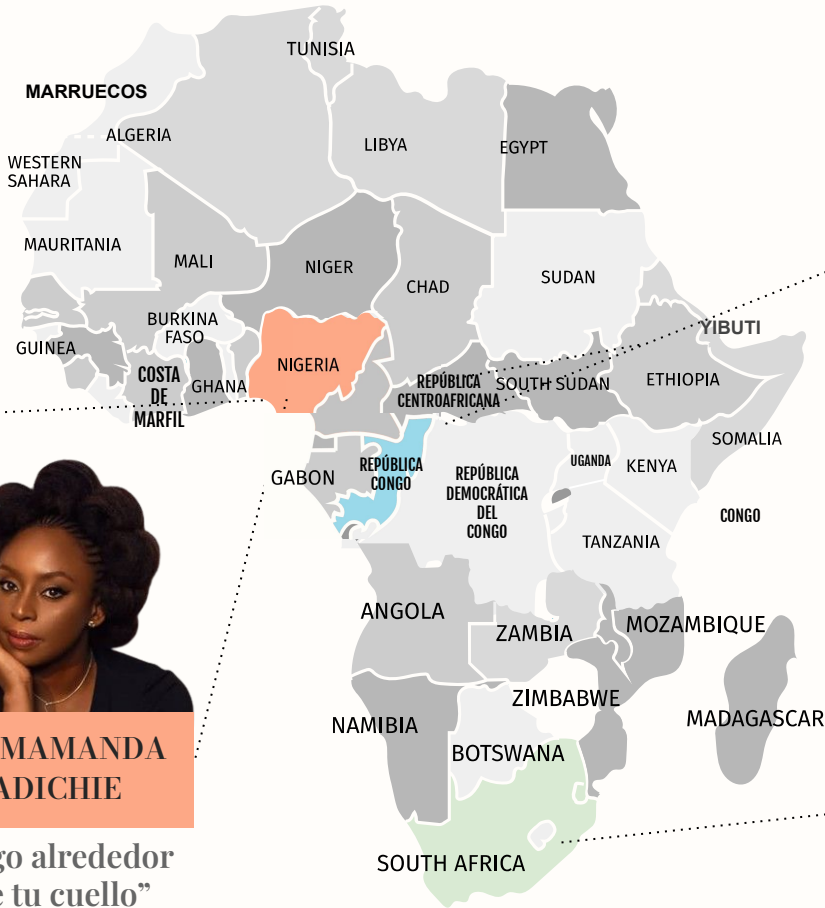 TUNISIA
MARRUECOS
ALGERIA
LIBYA
EGYPT
WESTERN
SAHARA
MAURITANIA
MALI
NIGER
CHAD
SUDAN
BURKINA
FASO
YIBUTI
GUINEA
COSTA
DE
MARFIL
GHANA
NIGERIA
REPÚBLICA
CENTROAFRICANA
SOUTH SUDAN
ETHIOPIA
SOMALIA
GABON
REPÚBLICA
CONGO
REPÚBLICA
DEMOCRÁTICA
DEL
CONGO
UGANDA
KENYA
CONGO
TANZANIA
ANGOLA
ZAMBIA
MOZAMBIQUE
ZIMBABWE
NAMIBIA
MADAGASCAR
BOTSWANA
SOUTH AFRICA
MAMANDA
ADICHIE
go alrededor
e tu cuello”